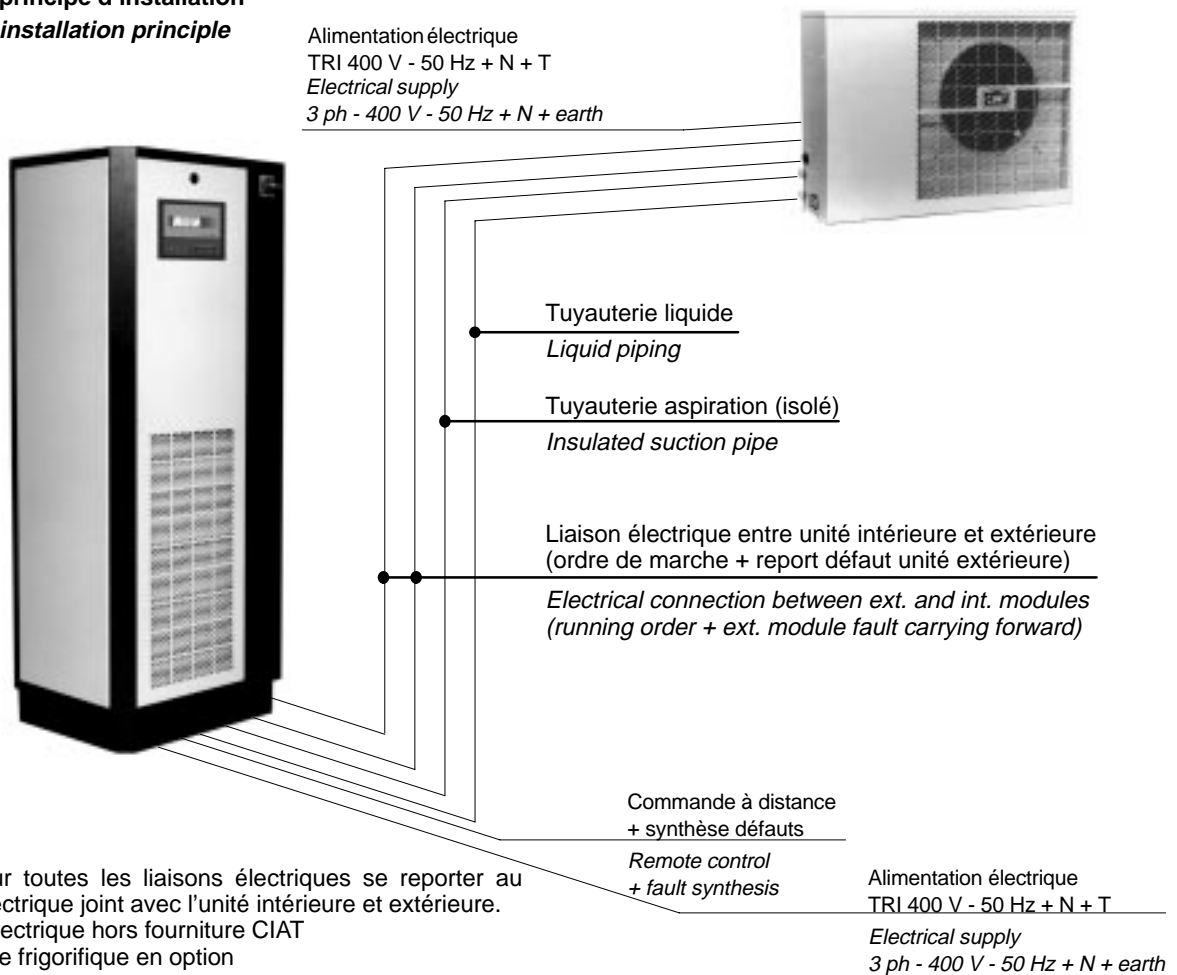 principe d'installation
installation principle
Alimentation électrique
TRI 400 V - 50 Hz + N + T
Electrical supply
3 ph - 400 V - 50 Hz + N + earth
Tuyauterie liquide
Liquid piping
Tuyauterie aspiration (isolé)
Insulated suction pipe
Liaison électrique entre unité intérieure et extérieure
(ordre de marche + report défaut unité extérieure)
Electrical connection between ext. and int. modules
(running order + ext. module fault carrying forward)
Commande à distance
+ synthèse défauts
Remote control
+ fault synthesis
Alimentation électrique
TRI 400 V - 50 Hz + N + T
Electrical supply
3 ph - 400 V - 50 Hz + N + earth
ur toutes les liaisons électriques se reporter au
ectrique joint avec l'unité intérieure et extérieure.
lectrique hors fourniture CIAT
e frigorifique en option